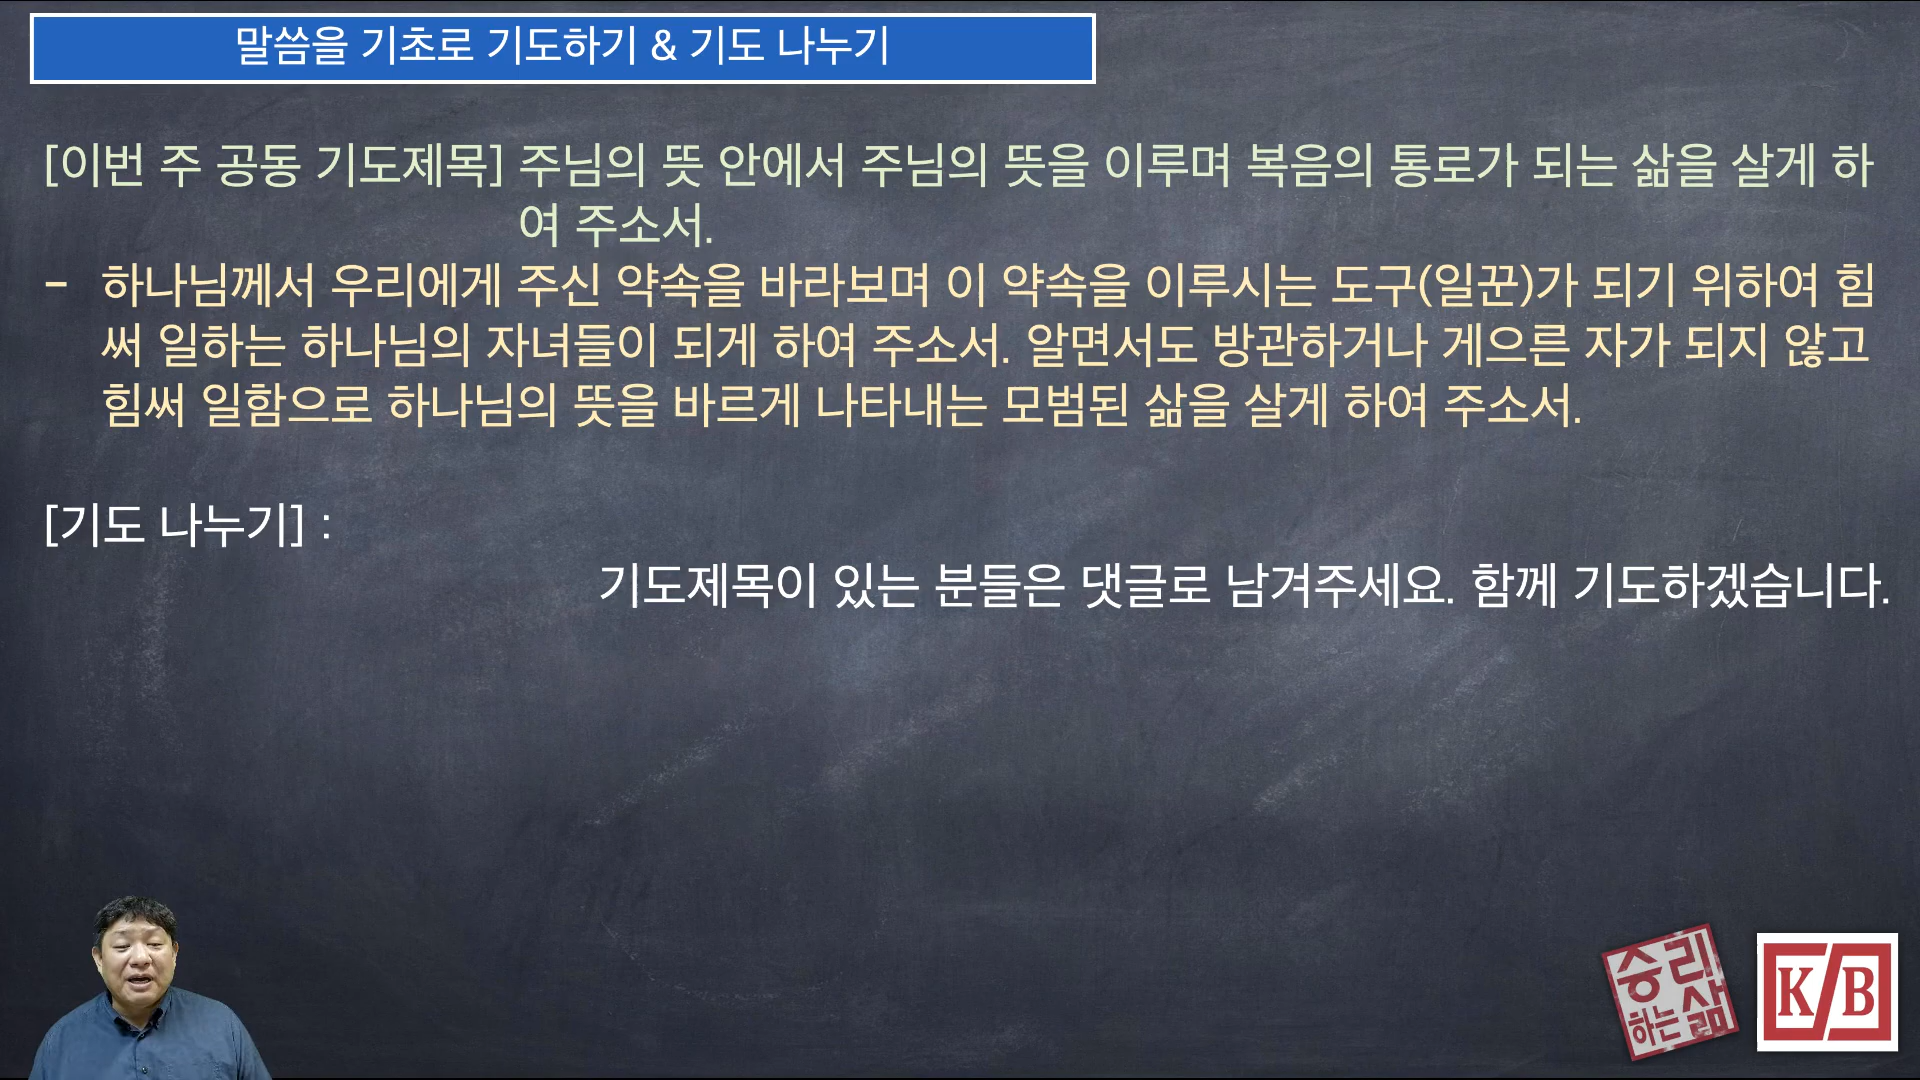 말씀을 기초로 기도하기 & 기도 나누기
[이번 주 공동 기도제목] 주님의 뜻 안에서 주님의 뜻을 이루며 복음의 통로가 되는 삶을 살게 하
여 주소서.
- 하나님께서 우리에게 주신 약속을 바라보며 이 약속을 이루시는 도구(일꾼)가 되기 위하여 힘
써 일하는 하나님의 자녀들이 되게 하여 주소서. 알면서도 방관하거나 게으른 자가 되지 않고
힘써 일함으로 하나님의 뜻을 바르게 나타내는 모범된 삶을 살게 하여 주소서.
[기도 나누기] :
기도제목이 있는 분들은 댓글로 남겨주세요. 함께 기도하겠습니다.
승리
하는 삶
K/B